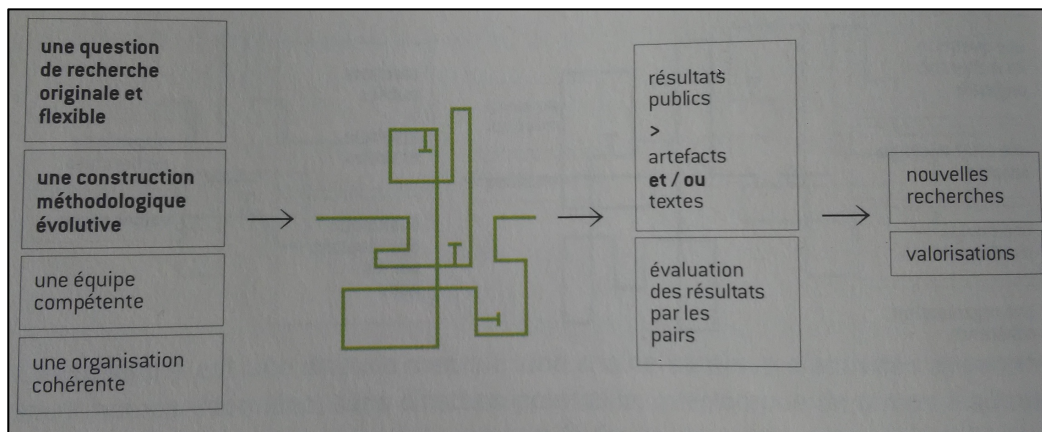 une question
de recherche
originale et
flexible
une construction
méthodologique
évolutive
une équipe
compétente
une organisation
cohérente
résultats
publics
>
artefacts
et / ou
textes
évaluation
des résultats
par les
pairs
nouvelles
recherches
valorisations